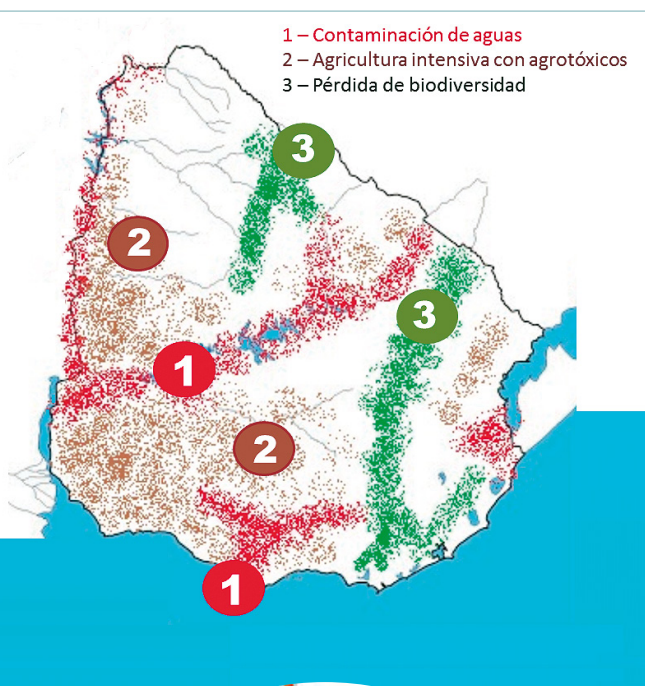 1 – Contaminación de aguas
2 – Agricultura intensiva con agrotóxicos
3 – Pérdida de biodiversidad
3
2
3
1
2
1